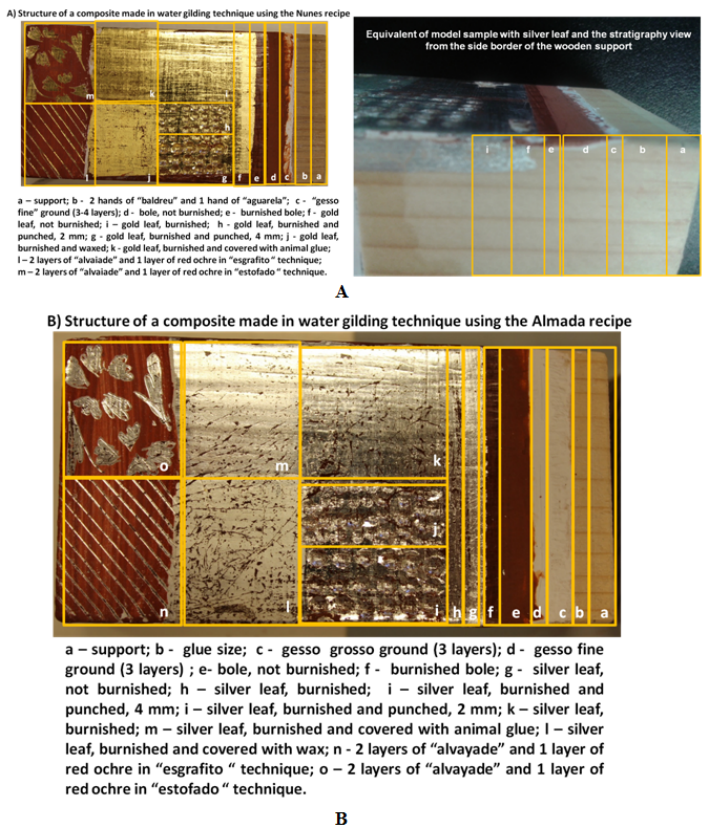 A) Structure of a composite made in water gilding technique using the Nunes recipe
m
k
i
h
l
j
g
f
e
d
c
b
a
Equivalent of model sample with silver leaf and the stratigraphy view
from the side border of the wooden support
i
f
e
d
c
b
a
a – support; b - 2 hands of “baldreu” and 1 hand of “aguarela”; c - “gesso
fine” ground (3-4 layers); d - bole, not burnished; e - burnished bole; f - gold
leaf, not burnished; i – gold leaf, burnished; h - gold leaf, burnished and
punched, 2 mm; g - gold leaf, burnished and punched, 4 mm; j - gold leaf,
burnished and waxed; k - gold leaf, burnished and covered with animal glue;
l – 2 layers of “alvaiade” and 1 layer of red ochre in “esgrafito“ technique;
m – 2 layers of “alvaiade” and 1 layer of red ochre in “estofado“ technique.
A
B) Structure of a composite made in water gilding technique using the Almada recipe
o
m
k
j
n
l
i
h
g
f
e
d
c
b
a
a – support; b - glue size; c - gesso grosso ground (3 layers); d - gesso fine
ground (3 layers) ; e- bole, not burnished; f - burnished bole; g - silver leaf,
not burnished; h – silver leaf, burnished; i – silver leaf, burnished and
punched, 4 mm; i – silver leaf, burnished and punched, 2 mm; k – silver leaf,
burnished; m – silver leaf, burnished and covered with animal glue; l – silver
leaf, burnished and covered with wax; n - 2 layers of “alvayade” and 1 layer of
red ochre in “esgrafito “ technique; o – 2 layers of “alvayade” and 1 layer of
red ochre in “estofado “ technique.
B